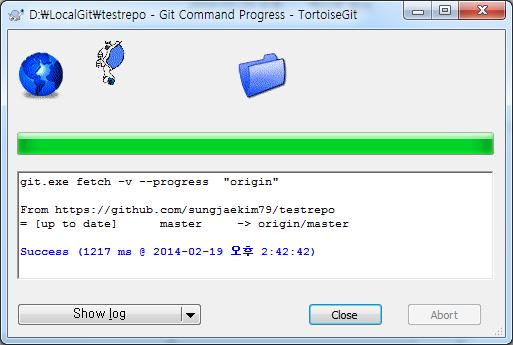 D:₩LocalGit₩testrepo - Git Command Progress - TortoiseGit
git.exe fetch -v --progress  "origin"
From https://github.com/sungjaekim79/testrepo
= [up to date]      master     -> origin/master
Success (1217 ms @ 2014-02-19 오후 2:42:42)
Show log
Close
Abort